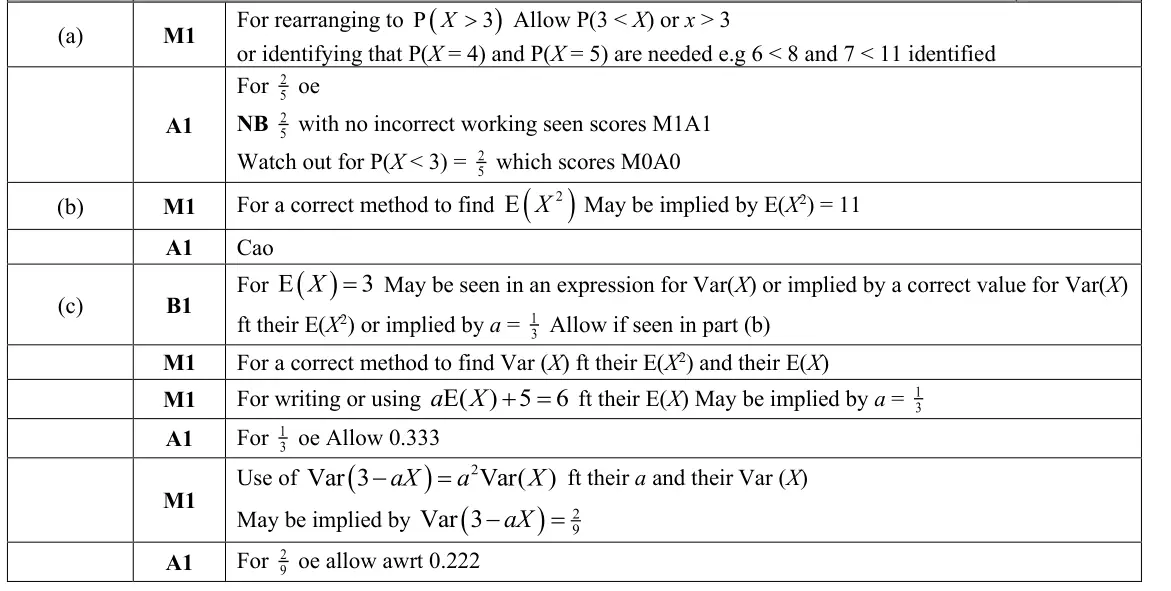 (a) M1 For rearranging to P(X > 3) Allow P(3 < X) or x > 3
or identifying that P(X = 4) and P(X = 5) are needed e.g 6 < 8 and 7 < 11 identified
A1 For 2/5 oe
NB 2/5 with no incorrect working seen scores M1A1
Watch out for P(X < 3) = 2/5 which scores M0A0
(b) M1 For a correct method to find E(X²) May be implied by E(X²) = 11
A1 Cao
(c) B1 For E(X) = 3 May be seen in an expression for Var(X) or implied by a correct value for Var(X)
ft their E(X²) or implied by a = 1/3 Allow if seen in part (b)
M1 For a correct method to find Var (X) ft their E(X²) and their E(X)
M1 For writing or using aE(X)+5 = 6 ft their E(X) May be implied by a = 1/3
A1 For 1/3 oe Allow 0.333
M1 Use of Var(3−aX) = a²Var(X) ft their a and their Var (X)
May be implied by Var(3−aX) = 2/9
A1 For 2/9 oe allow awrt 0.222